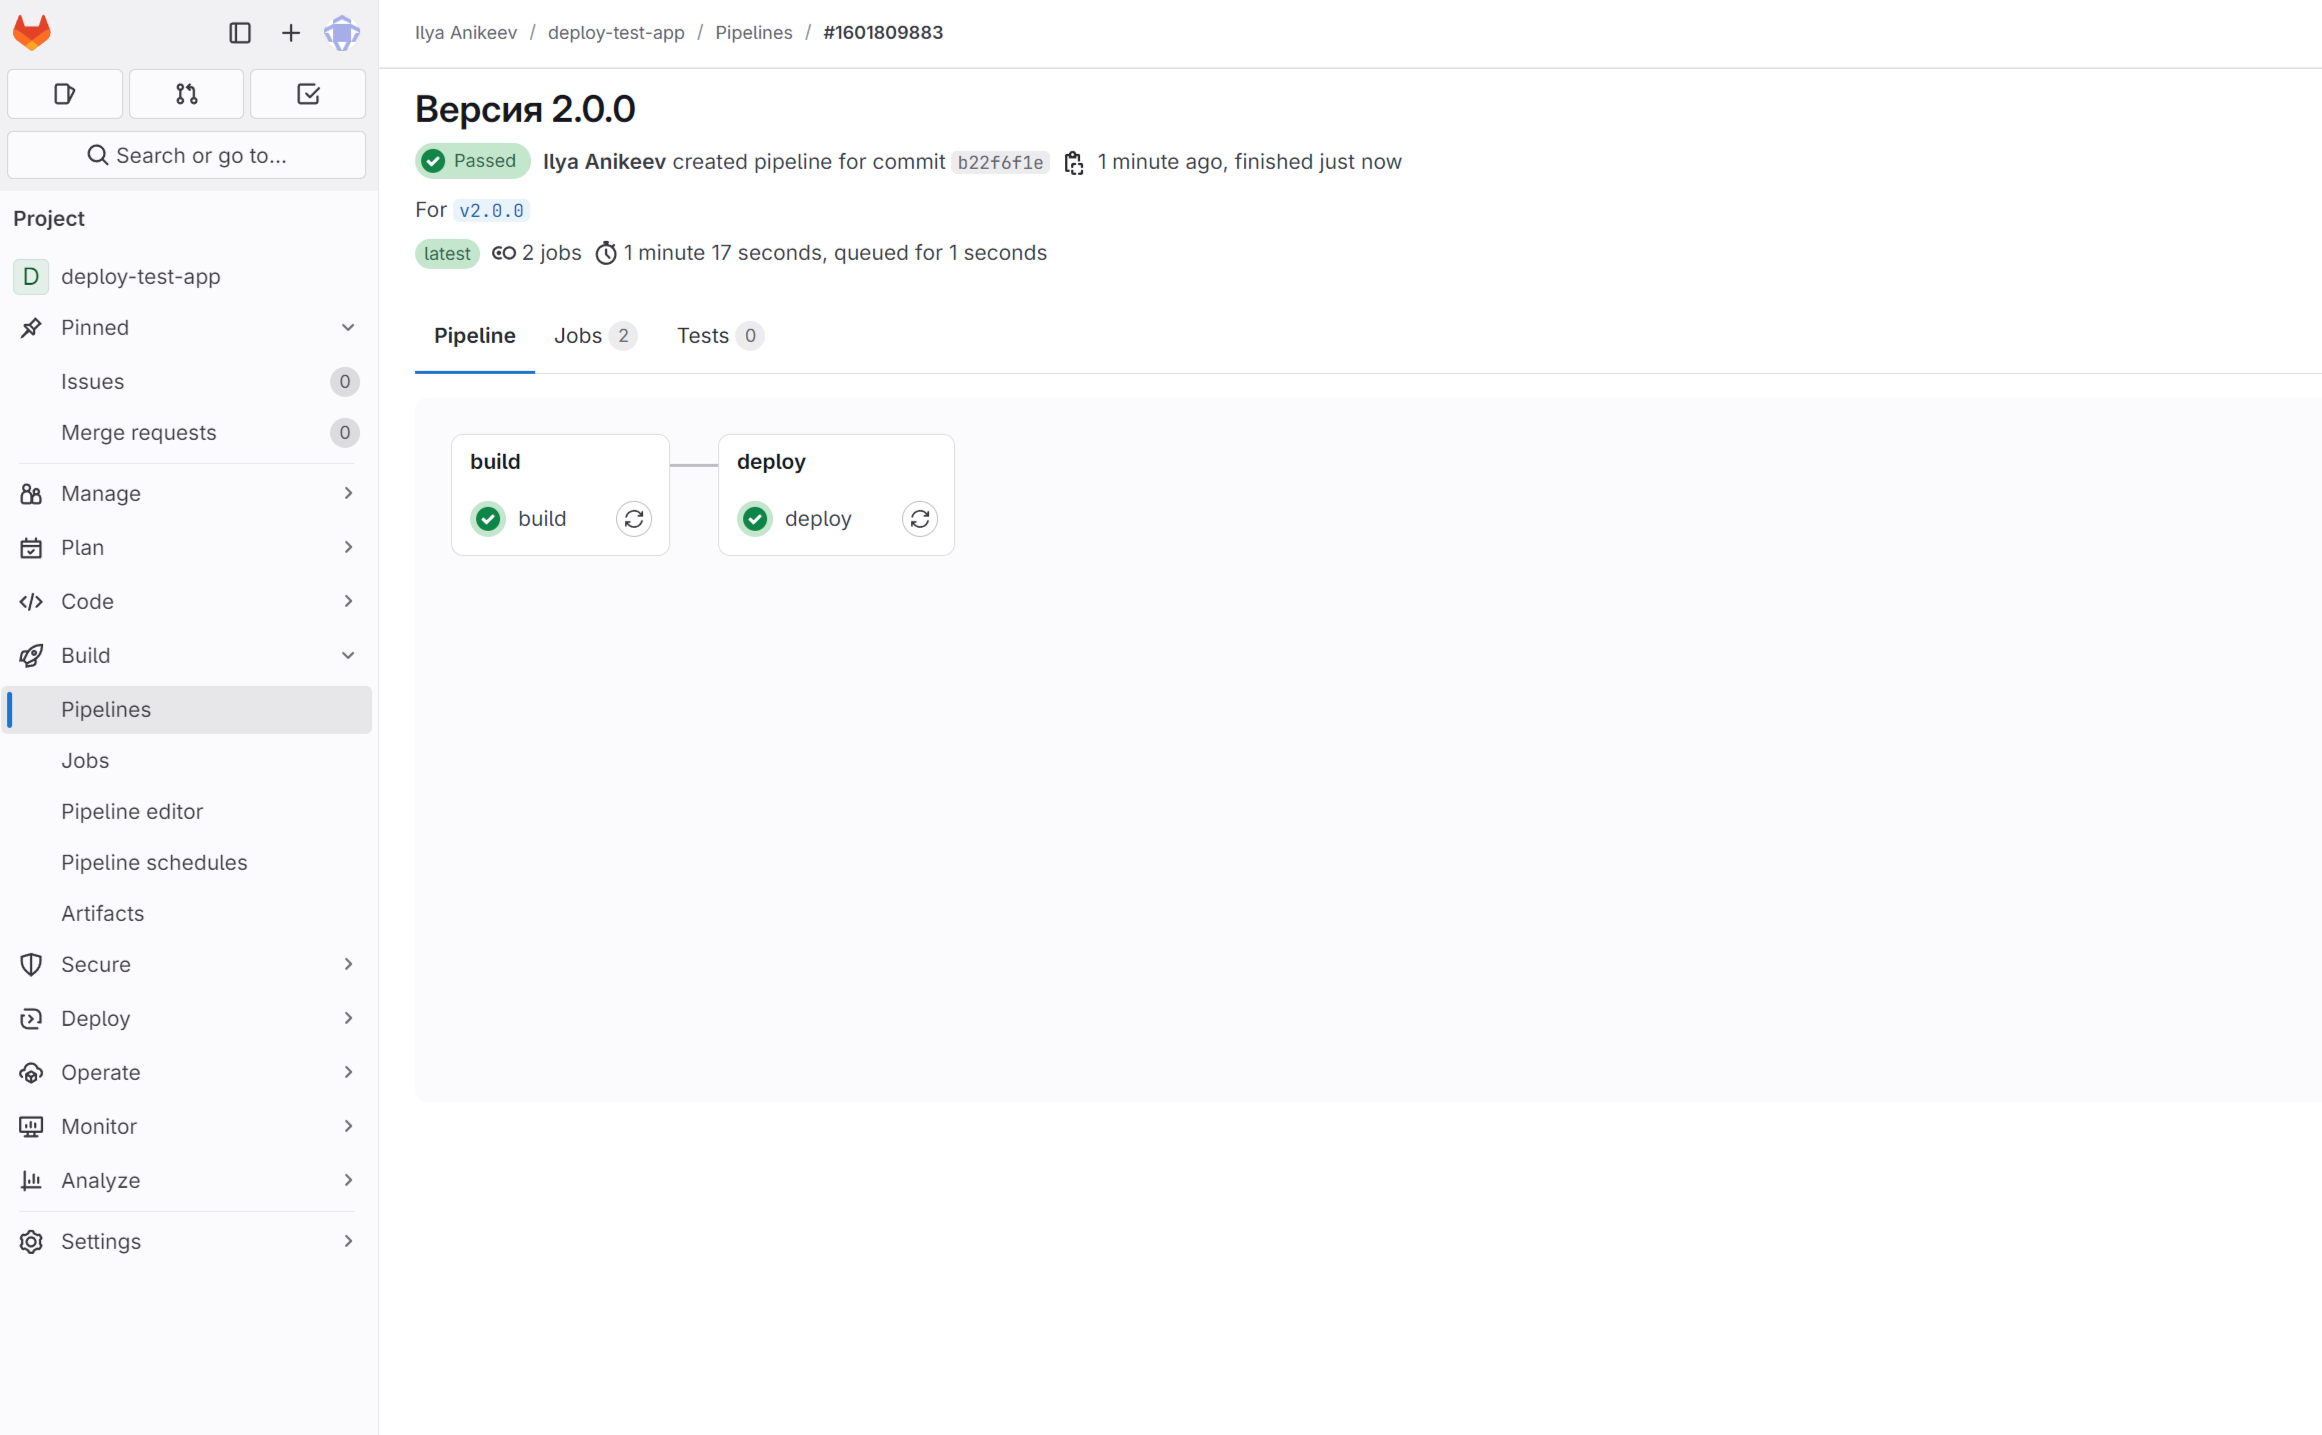 Ilya Anikeev / deploy-test-app / Pipelines / #1601809883
Search or go to...
Project
D deploy-test-app
Pinned
Issues 0
Merge requests 0
Manage
Plan
Code
Build
Pipelines
Jobs
Pipeline editor
Pipeline schedules
Artifacts
Secure
Deploy
Operate
Monitor
Analyze
Settings
Версия 2.0.0
Passed Ilya Anikeev created pipeline for commit b22f6f1e 1 minute ago, finished just now
For v2.0.0
latest 2 jobs 1 minute 17 seconds, queued for 1 seconds
Pipeline Jobs 2 Tests 0
build
build
deploy
deploy